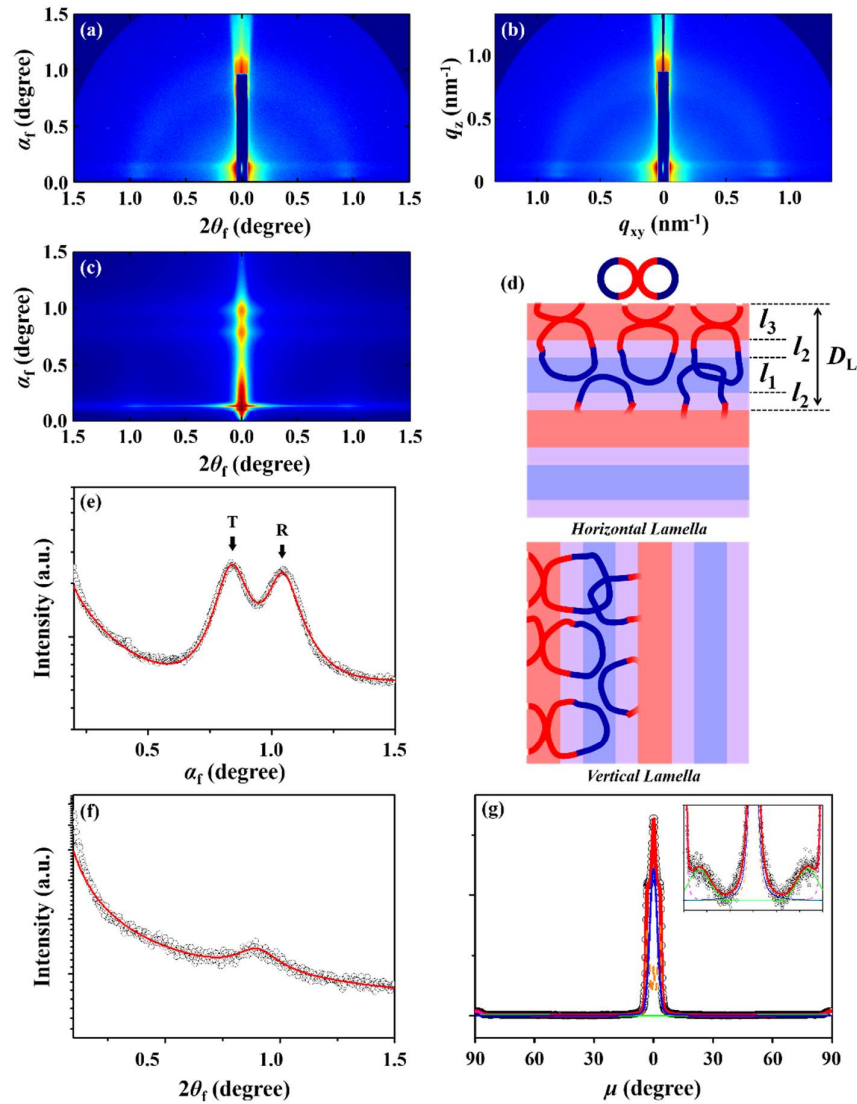 (a)
1.5
1.0
0.5
0.0
αf (degree)
1.5 1.0 0.5 0.0 0.5 1.0 1.5
2θf (degree)
(b)
1.0
0.5
0
qz (nm-1)
1.0 0.5 0 0.5 1.0
qxy (nm-1)
(c)
1.5
1.0
0.5
0.0
αf (degree)
1.5 1.0 0.5 0.0 0.5 1.0 1.5
2θf (degree)
(d)
l3
l2
l1
l2
DL
Horizontal Lamella
Vertical Lamella
(e)
T
R
Intensity (a.u.)
0.5 1.0 1.5
αf (degree)
(f)
Intensity (a.u.)
0.5 1.0 1.5
2θf (degree)
(g)
90 60 30 0 30 60 90
μ (degree)